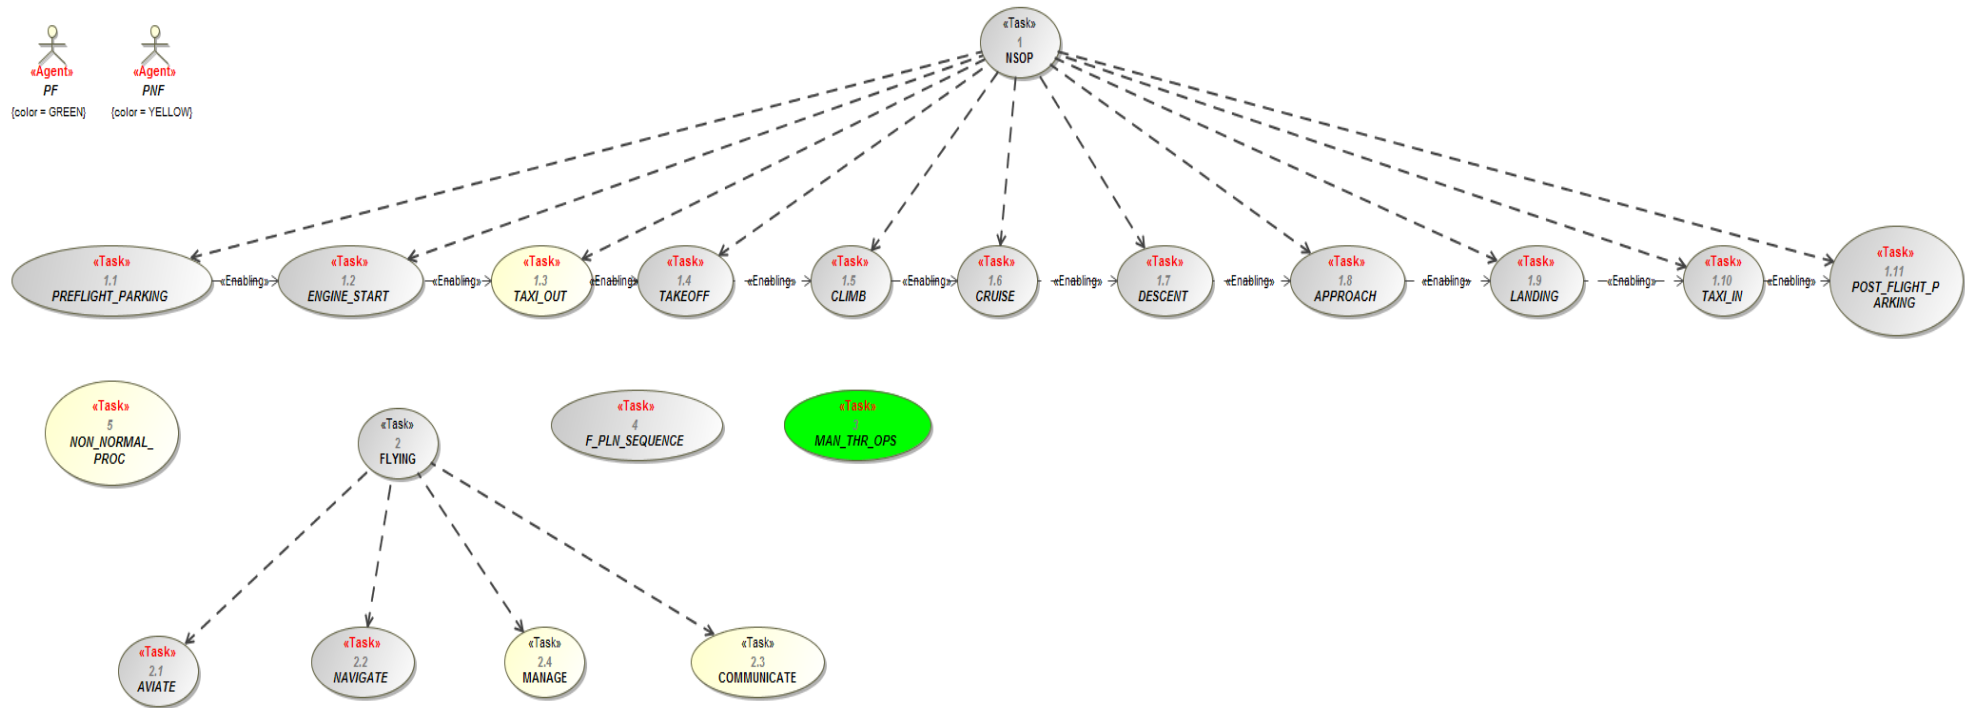 «Task»
1
NSOP
«Agent»
PF
{color = GREEN}
«Agent»
PNF
{color = YELLOW}
«Task»
1.1
PREFLIGHT_PARKING
«Enabling»
«Task»
1.2
ENGINE_START
«Enabling»
«Task»
1.3
TAXI_OUT
«Enabling»
«Task»
1.4
TAKEOFF
«Enabling»
«Task»
1.5
CLIMB
«Enabling»
«Task»
1.6
CRUISE
«Enabling»
«Task»
1.7
DESCENT
«Enabling»
«Task»
1.8
APPROACH
«Enabling»
«Task»
1.9
LANDING
«Enabling»
«Task»
1.10
TAXI_IN
«Enabling»
«Task»
1.11
POST_FLIGHT_P
ARKING
«Task»
5
NON_NORMAL_
PROC
«Task»
2
FLYING
«Task»
4
F_PLN_SEQUENCE
«Task»
3
MAN_THR_OPS
«Task»
2.1
AVIATE
«Task»
2.2
NAVIGATE
«Task»
2.4
MANAGE
«Task»
2.3
COMMUNICATE